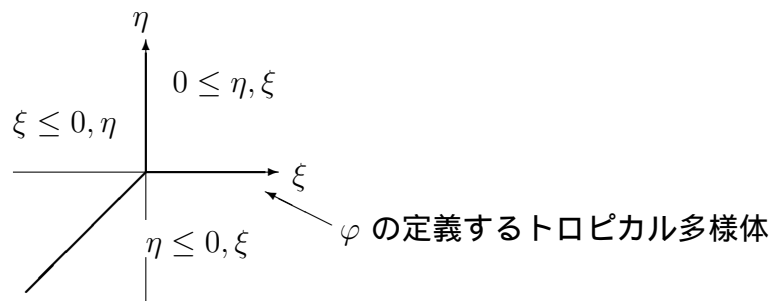 η
0 ≤ η, ξ
ξ ≤ 0, η
ξ
η ≤ 0, ξ
φ の定義するトロピカル多様体